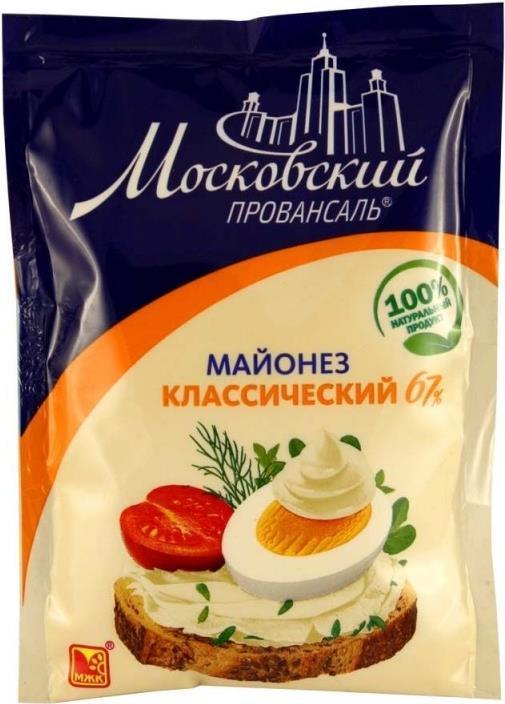 Московский
ПРОВАНСАЛЬ®
100%
НАТУРАЛЬНЫЙ
ПРОДУКТ
МАЙОНЕЗ
КЛАССИЧЕСКИЙ 67%
МЖК ®